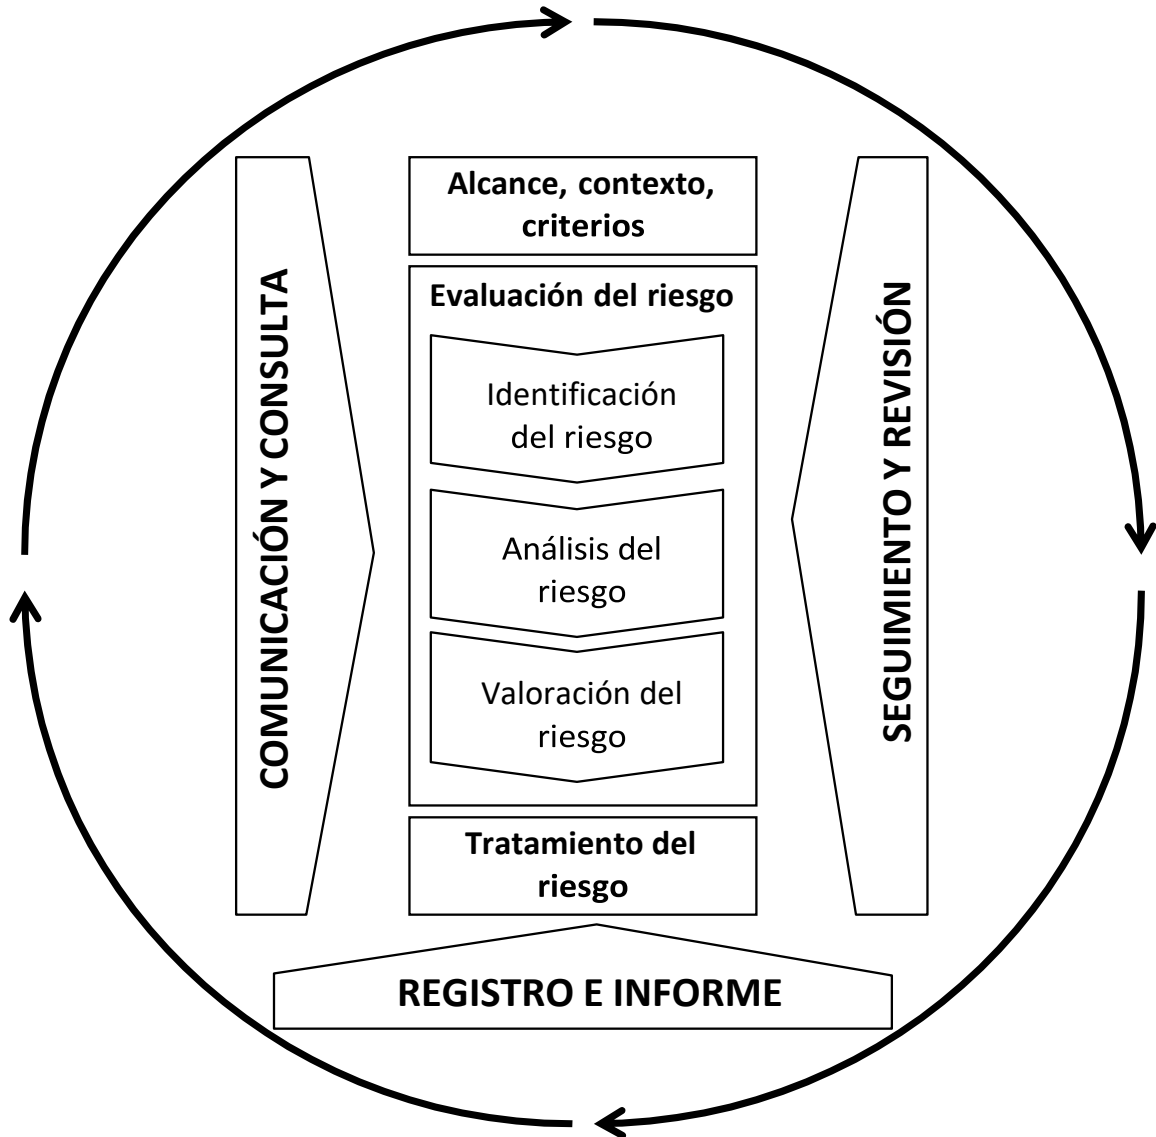 Alcance, contexto,
criterios
Evaluación del riesgo
Identificación
del riesgo
Análisis del
riesgo
Valoración del
riesgo
Tratamiento del
riesgo
COMUNICACIÓN Y CONSULTA
SEGUIMIENTO Y REVISIÓN
REGISTRO E INFORME